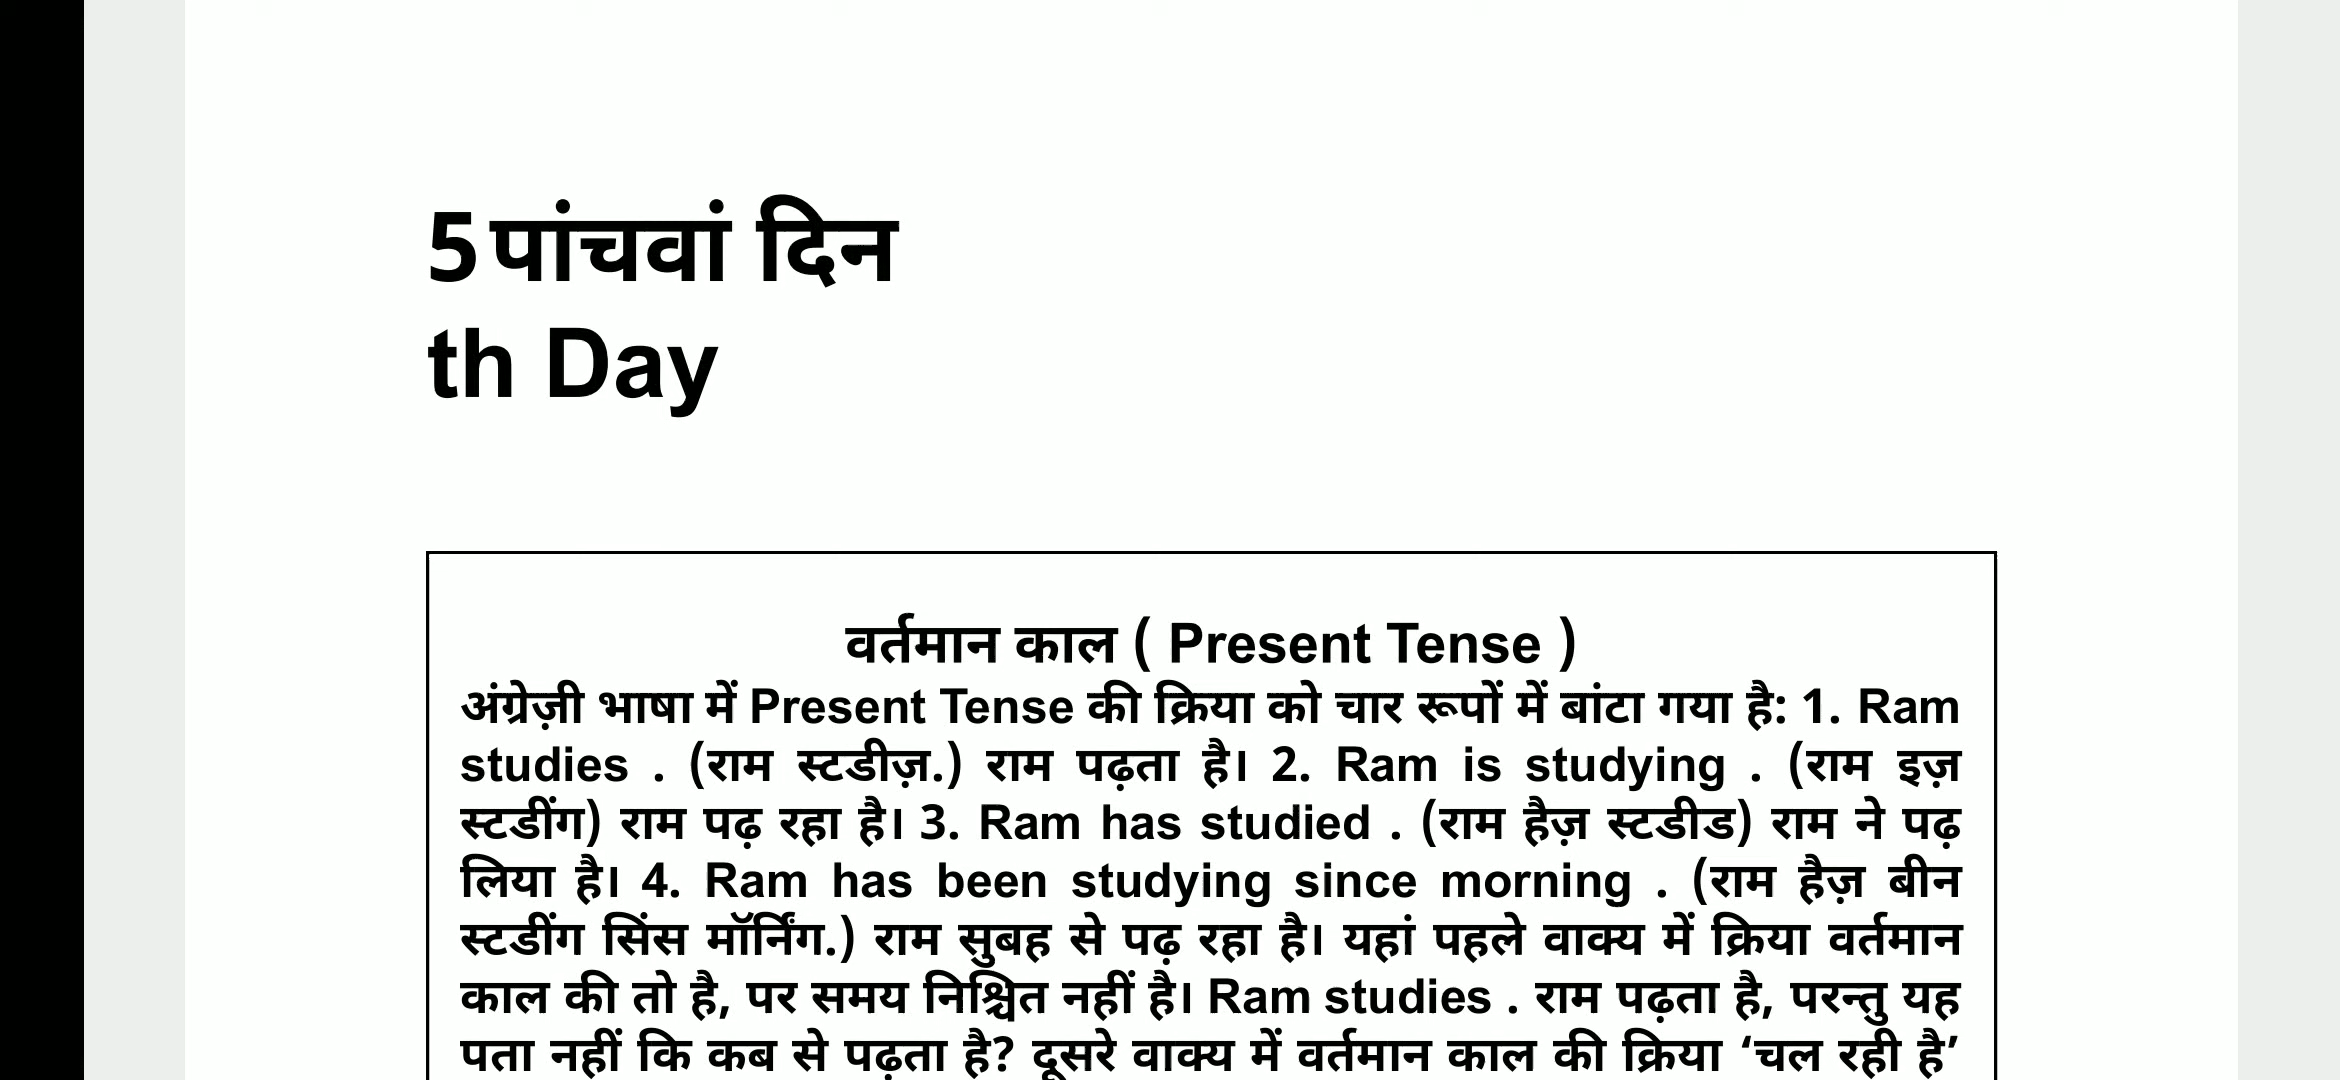 5पांचवां दिन
th Day
वर्तमान काल ( Present Tense )
अंग्रेज़ी भाषा में Present Tense की क्रिया को चार रूपों में बांटा गया है: 1. Ram
studies . (राम स्टडीज़.) राम पढ़ता है। 2. Ram is studying . (राम इज़
स्टडींग) राम पढ़ रहा है। 3. Ram has studied . (राम हैज़ स्टडीड) राम ने पढ़
लिया है। 4. Ram has been studying since morning . (राम हैज़ बीन
स्टडींग सिंस मॉर्निंग.) राम सुबह से पढ़ रहा है। यहां पहले वाक्य में क्रिया वर्तमान
काल की तो है, पर समय निश्चित नहीं है। Ram studies . राम पढ़ता है, परन्तु यह
पता नहीं कि कब से पढ़ता है? दूसरे वाक्य में वर्तमान काल की क्रिया ‘चल रही है’